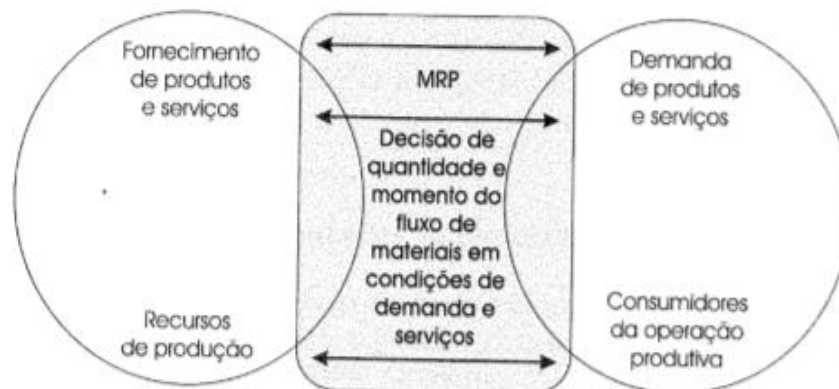 Fornecimento
de produtos
e serviços
Recursos
de produção
MRP
Decisão de
quantidade e
momento do
fluxo de
materiais em
condições de
demanda e
serviços
Demanda
de produtos
e serviços
Consumidores
da operação
produtiva